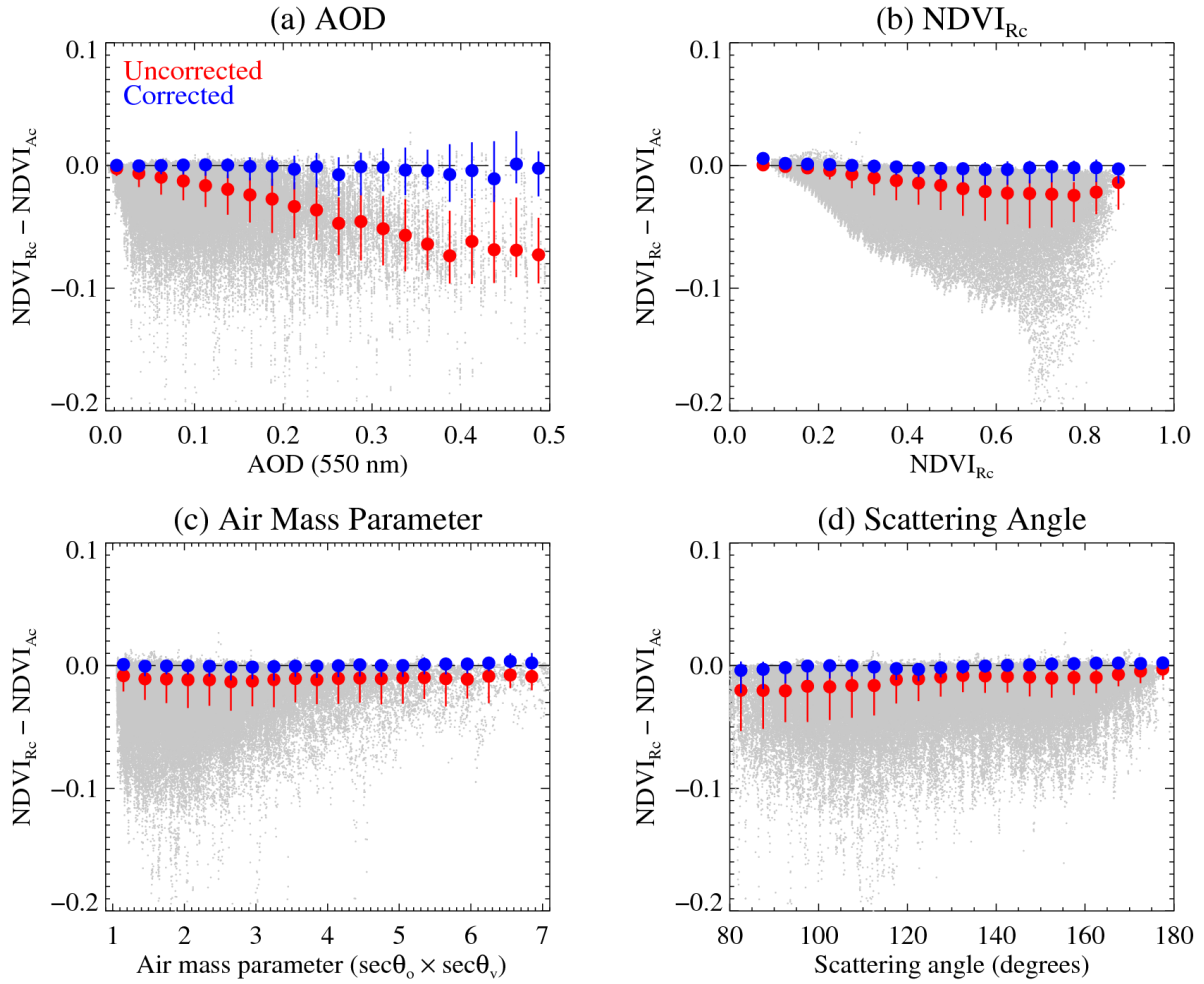 (a) AOD
Uncorrected
Corrected
0.1
0.0
−0.1
−0.2
NDVI_Rc − NDVI_Ac
0.0 0.1 0.2 0.3 0.4 0.5
AOD (550 nm)
(b) NDVI_Rc
0.1
0.0
−0.1
−0.2
NDVI_Rc − NDVI_Ac
0.0 0.2 0.4 0.6 0.8 1.0
NDVI_Rc
(c) Air Mass Parameter
0.1
0.0
−0.1
−0.2
NDVI_Rc − NDVI_Ac
1 2 3 4 5 6 7
Air mass parameter (secθ_o × secθ_v)
(d) Scattering Angle
0.1
0.0
−0.1
−0.2
NDVI_Rc − NDVI_Ac
80 100 120 140 160 180
Scattering angle (degrees)